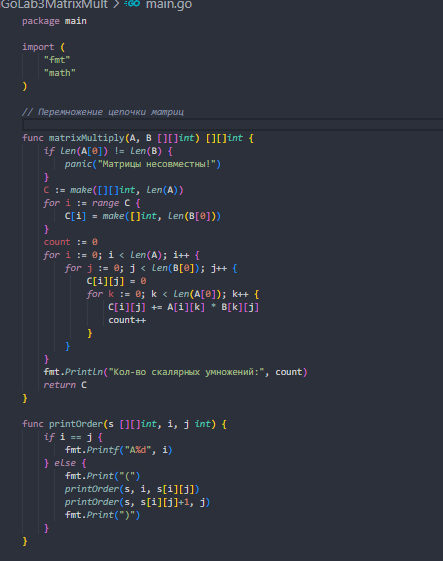 GoLab3MatrixMult > GO main.go
package main
import (
"fmt"
"math"
)
// Перемножение цепочки матриц
func matrixMultiply(A, B [][]int) [][]int {
if len(A[0]) != len(B) {
panic("Матрицы несовместны!")
}
C := make([][]int, len(A))
for i := range C {
C[i] = make([]int, len(B[0]))
}
count := 0
for i := 0; i < len(A); i++ {
for j := 0; j < len(B[0]); j++ {
C[i][j] = 0
for k := 0; k < len(A[0]); k++ {
C[i][j] += A[i][k] * B[k][j]
count++
}
}
}
fmt.Println("Кол-во скалярных умножений:", count)
return C
}
func printOrder(s [][]int, i, j int) {
if i == j {
fmt.Printf("A%d", i)
} else {
fmt.Print("(")
printOrder(s, i, s[i][j])
printOrder(s, s[i][j]+1, j)
fmt.Print(")")
}
}